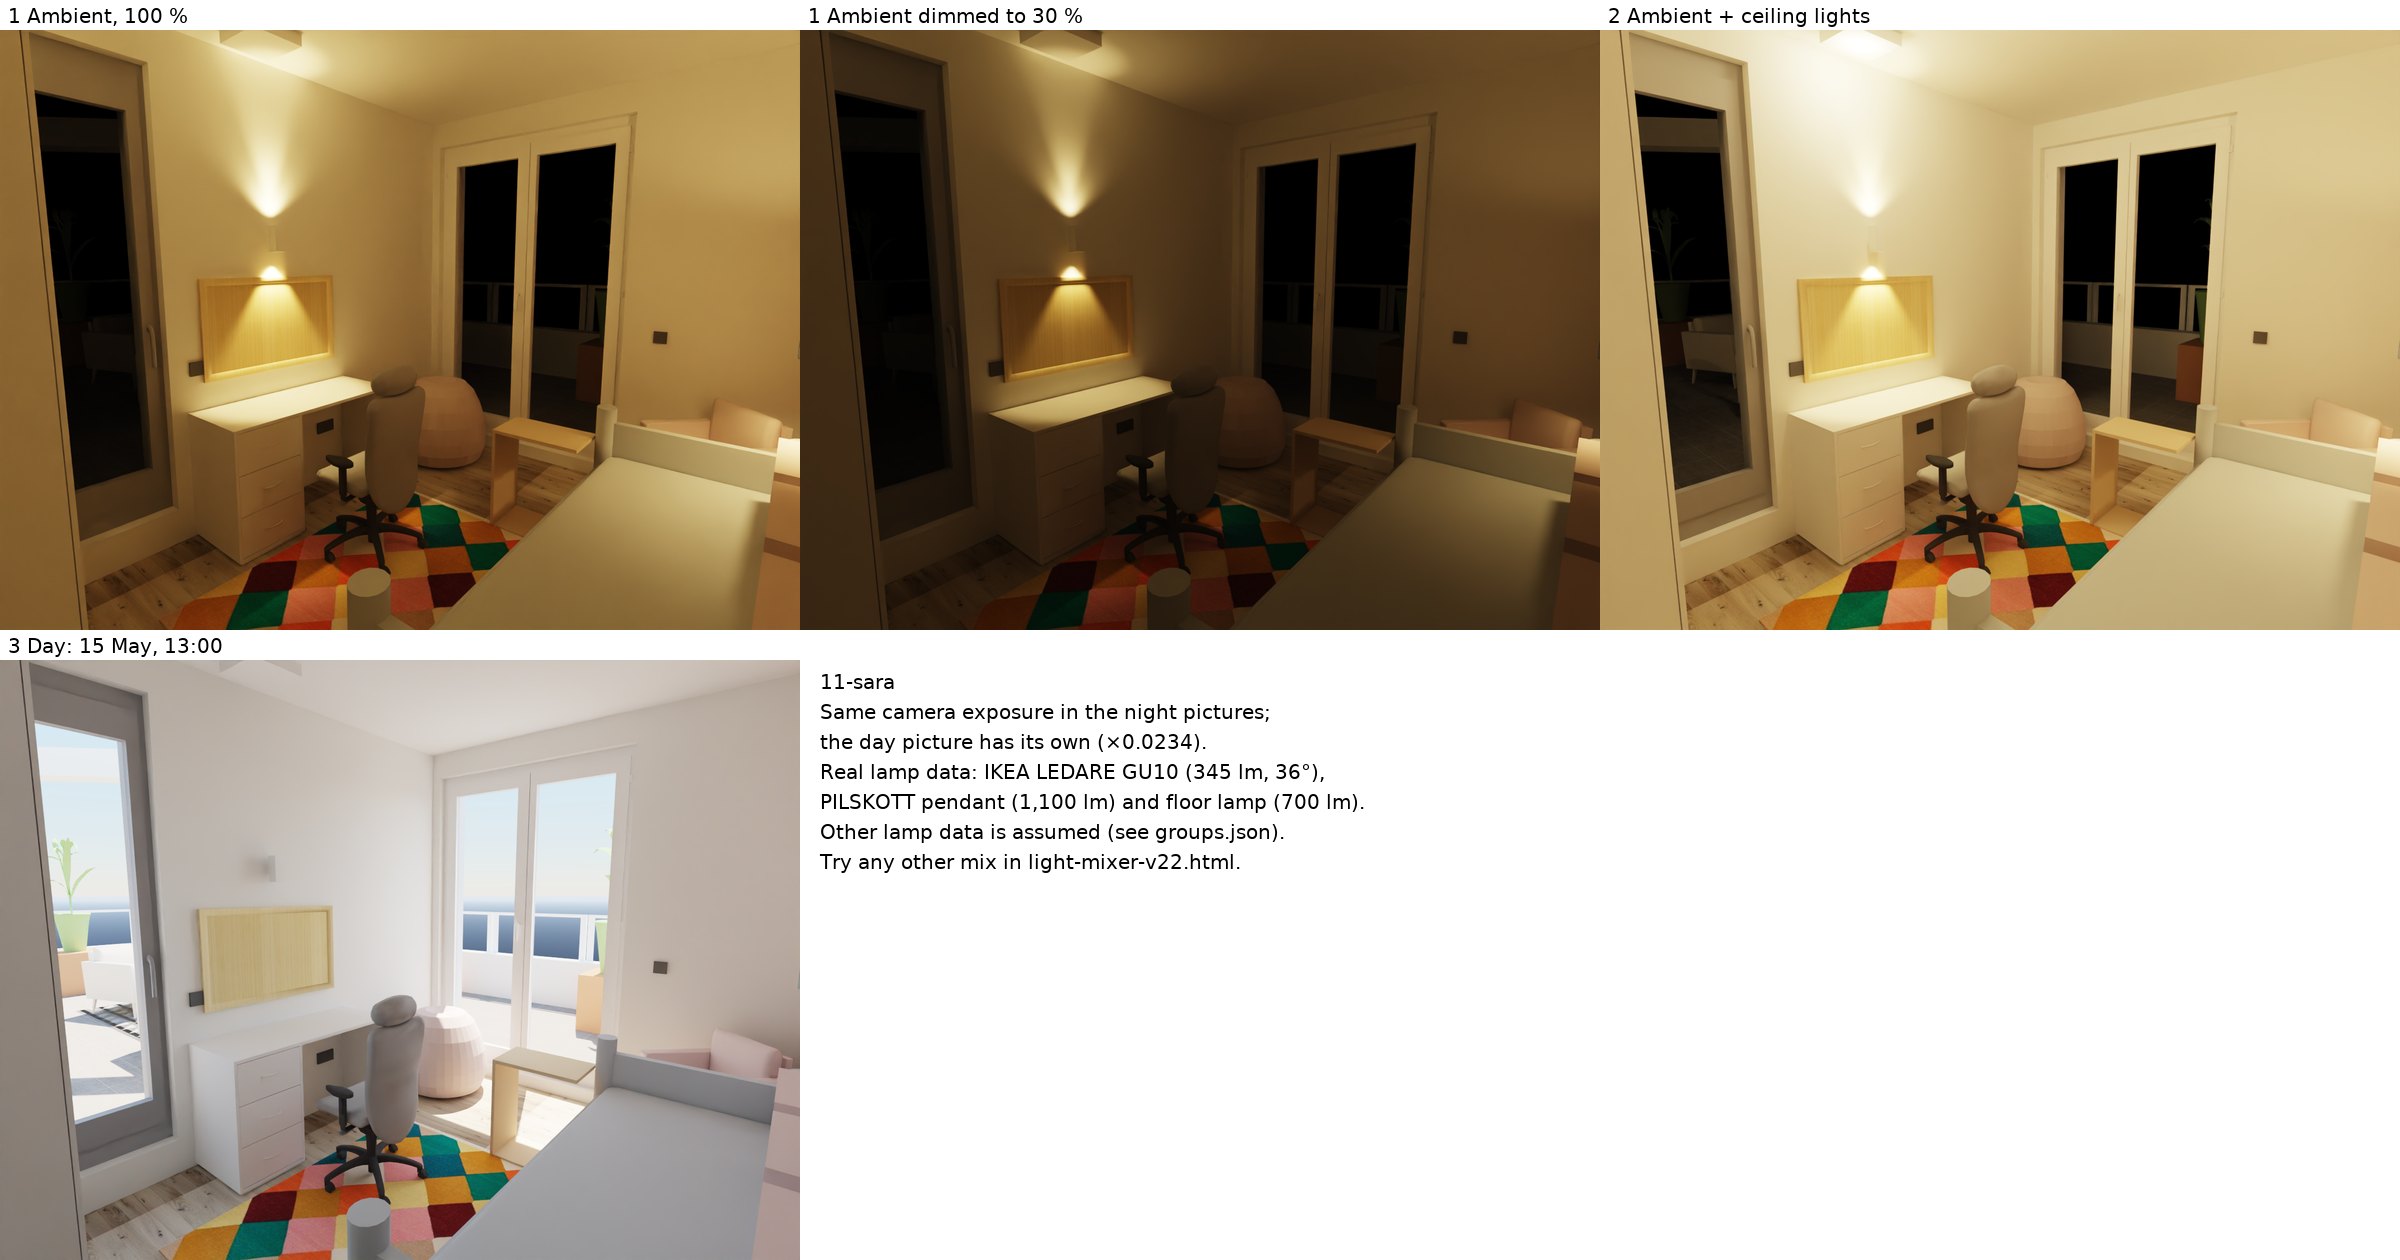 1 Ambient, 100 %
1 Ambient dimmed to 30 %
2 Ambient + ceiling lights
3 Day: 15 May, 13:00
11-sara
Same camera exposure in the night pictures;
the day picture has its own (×0.0234).
Real lamp data: IKEA LEDARE GU10 (345 lm, 36°),
PILSKOTT pendant (1,100 lm) and floor lamp (700 lm).
Other lamp data is assumed (see groups.json).
Try any other mix in light-mixer-v22.html.